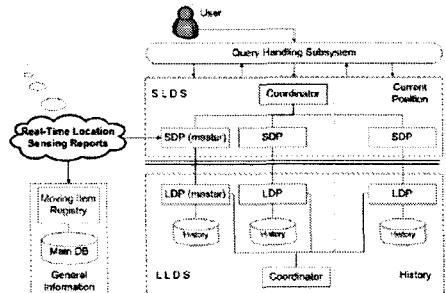 User
Query Handling Subsystem
SLDS
Coordinator
Current
Position
Real-Time Location
Sensing Reports
SDP (master)
SDP
SDP
Moving Item
Registry
Main DB
General
Information
LDP (master)
LDP
LDP
History
History
History
LLDS
Coordinator
History